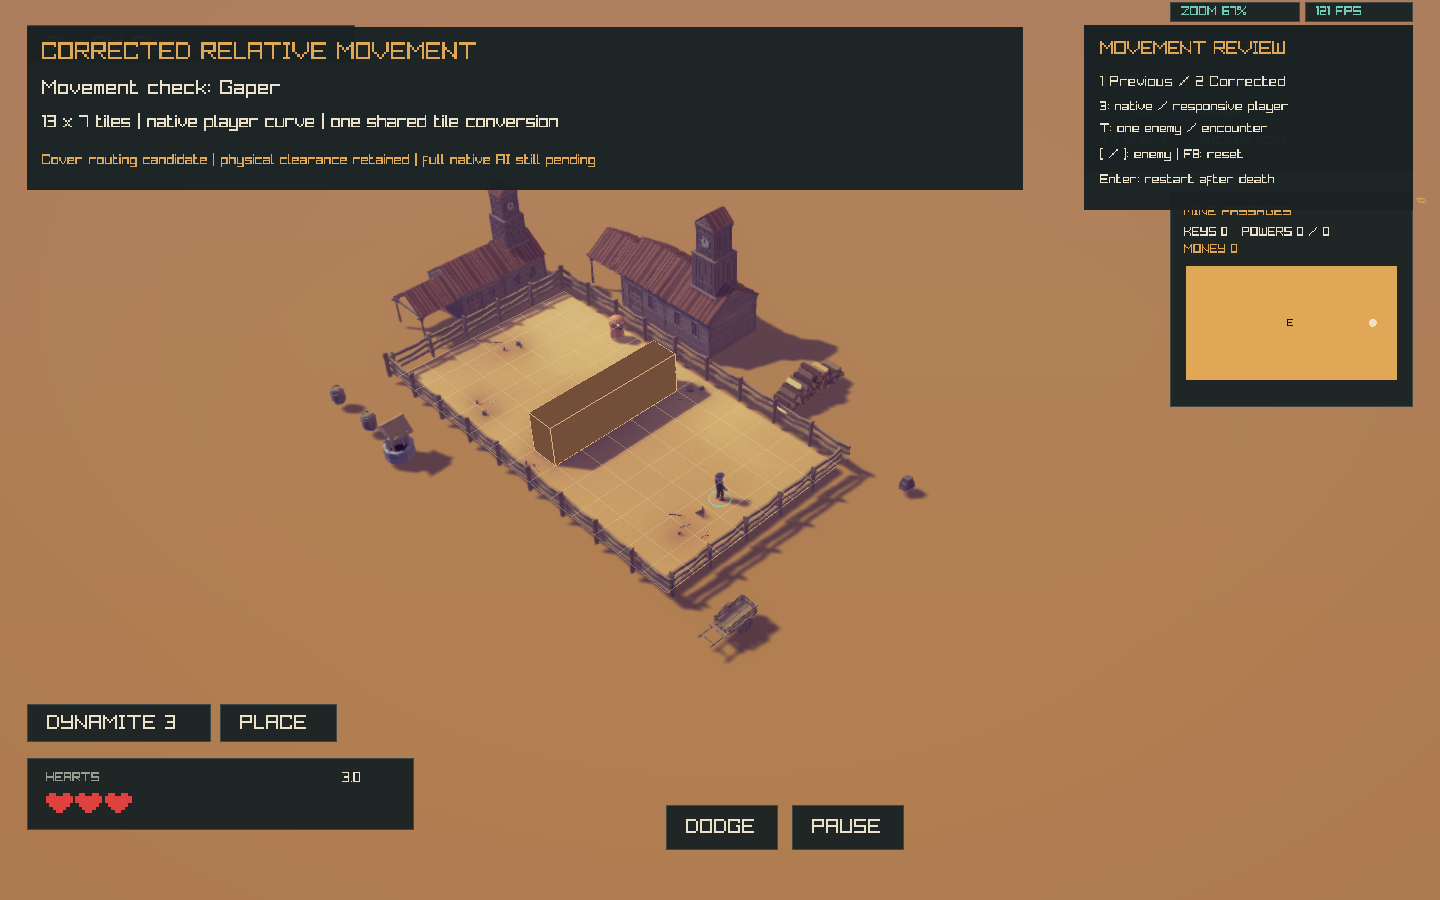 ZOOM 67%
121 FPS
CORRECTED RELATIVE MOVEMENT
Movement check: Gaper
13 x 7 tiles | native player curve | one shared tile conversion
Cover routing candidate | physical clearance retained | full native AI still pending
MOVEMENT REVIEW
1 Previous / 2 Corrected
3: native / responsive player
T: one enemy / encounter
[ / ]: enemy | F8: reset
Enter: restart after death
MINE PASSAGES
KEYS 0 POWERS 0 / 0
MONEY 0
E
DYNAMITE 3
PLACE
HEARTS
3.0
DODGE
PAUSE